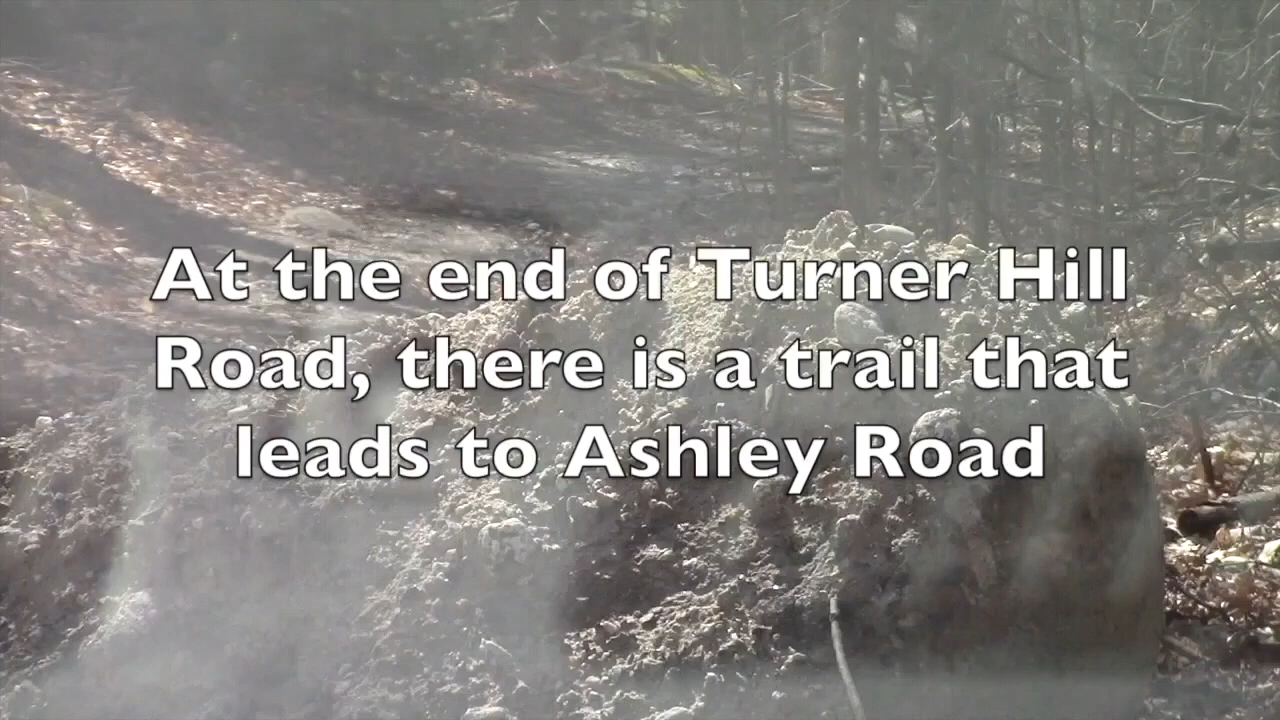 At the end of Turner Hill
Road, there is a trail that
leads to Ashley Road